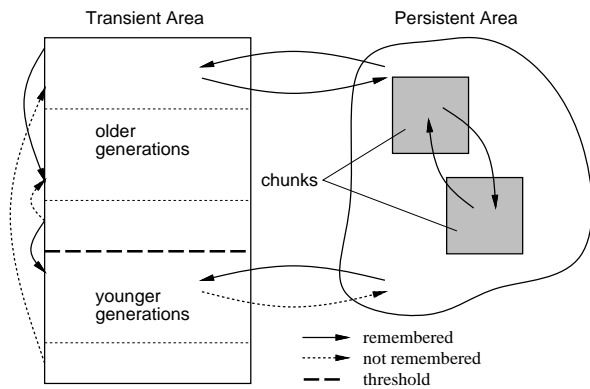 Transient Area
Persistent Area
older
generations
chunks
younger
generations
remembered
not remembered
threshold